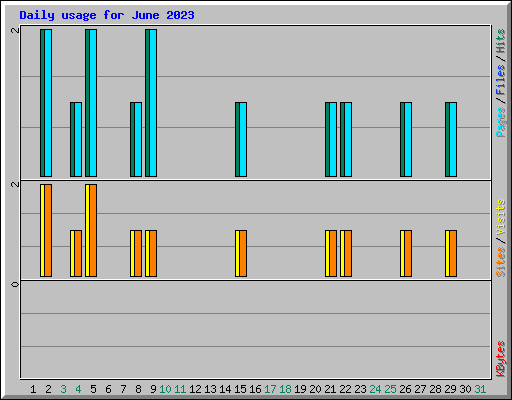 Daily usage for June 2023
2
2
0
Pages/Files/Hits
Sites/Visits
KBytes
1 2 3 4 5 6 7 8 9 10 11 12 13 14 15 16 17 18 19 20 21 22 23 24 25 26 27 28 29 30 31